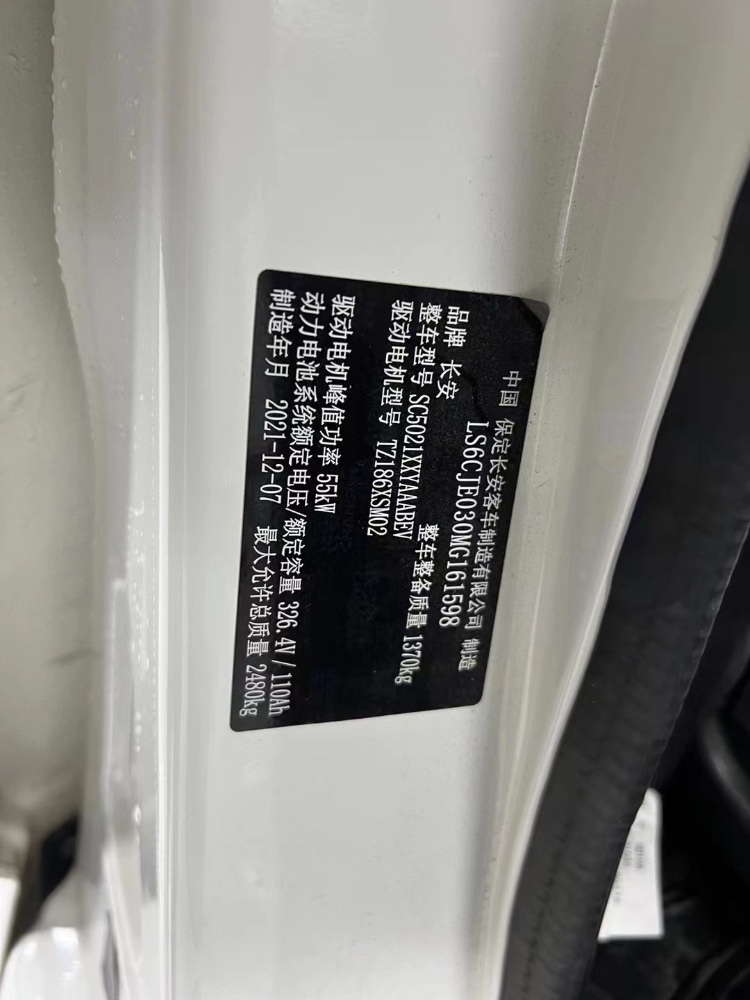 中国 保定长安客车制造有限公司 制造
LS6CJE030MG161598
品牌 长安
整车型号 SC5021XXYAAABEV 整车整备质量 1370kg
驱动电机型号 TZ186XSM02
驱动电机峰值功率 55kW
动力电池系统额定电压/额定容量 326.4V/110Ah
制造年月 2021-12-07 最大允许总质量 2480kg